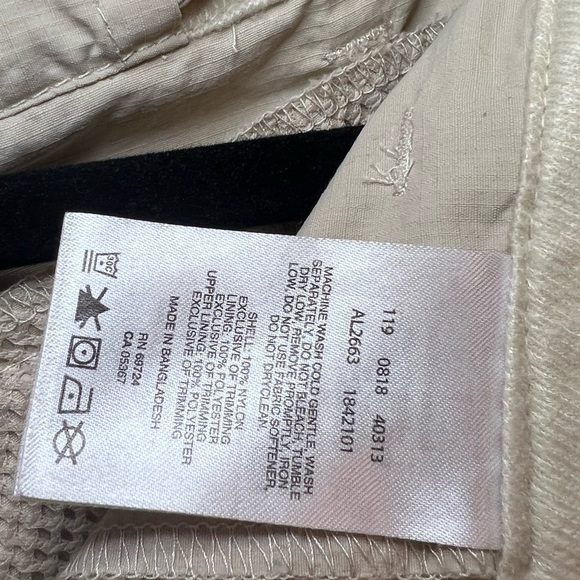 119 0818 40313
AL2663 1842101
MACHINE WASH COLD GENTLE, WASH
SEPARATELY, DO NOT BLEACH, TUMBLE
DRY LOW, REMOVE PROMPTLY, IRON
LOW, DO NOT USE FABRIC SOFTENER,
DO NOT DRYCLEAN.
SHELL: 100% NYLON
EXCLUSIVE OF TRIMMING
LINING: 100% POLYESTER
EXCLUSIVE OF TRIMMING
UPPER LINING: 100% POLYESTER
EXCLUSIVE OF TRIMMING
MADE IN BANGLADESH
RN 69724
CA 05367
30C